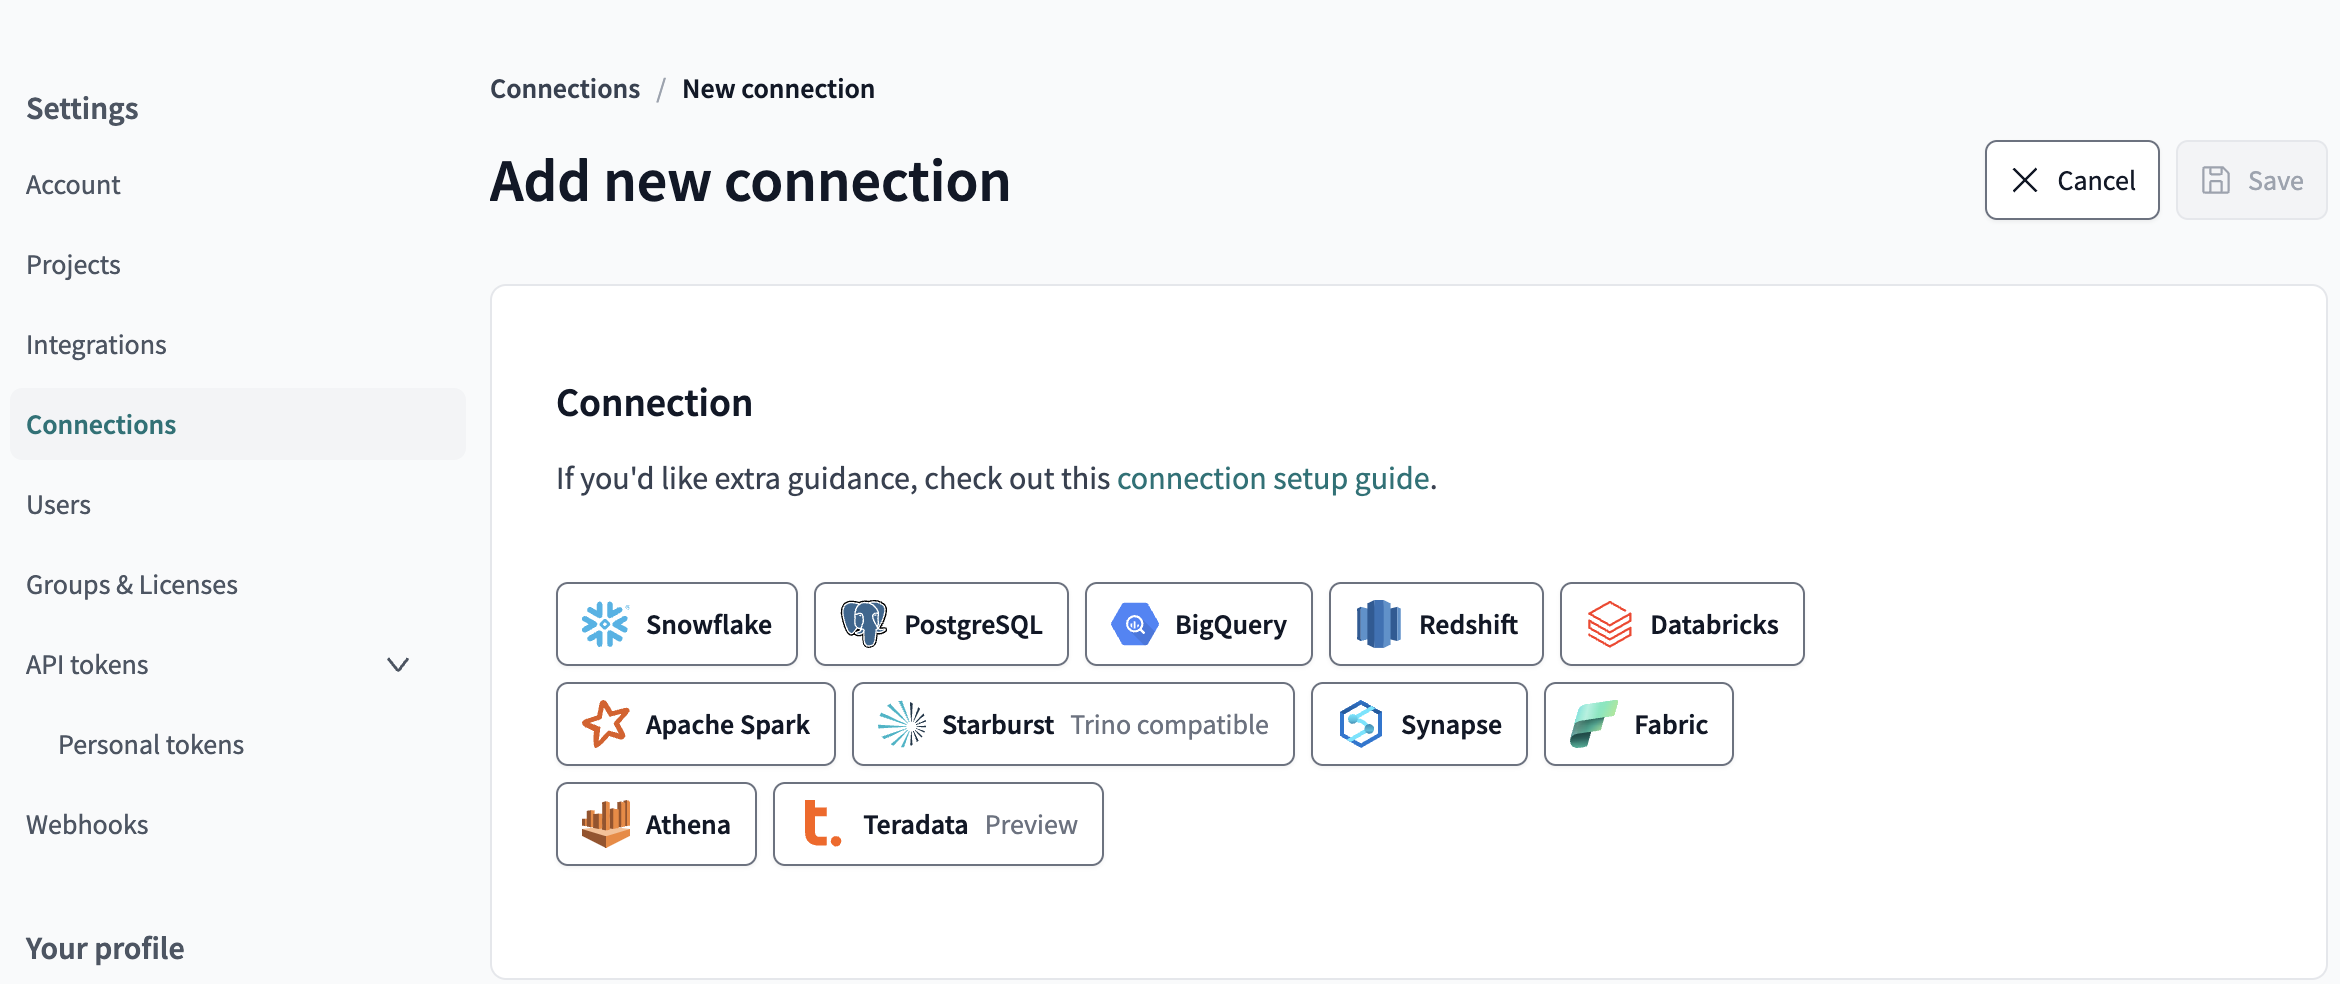 Settings
Account
Projects
Integrations
Connections
Users
Groups & Licenses
API tokens
Personal tokens
Webhooks
Your profile
Connections / New connection
Add new connection
Cancel
Save
Connection
If you'd like extra guidance, check out this connection setup guide.
Snowflake
PostgreSQL
BigQuery
Redshift
Databricks
Apache Spark
Starburst Trino compatible
Synapse
Fabric
Athena
Teradata Preview